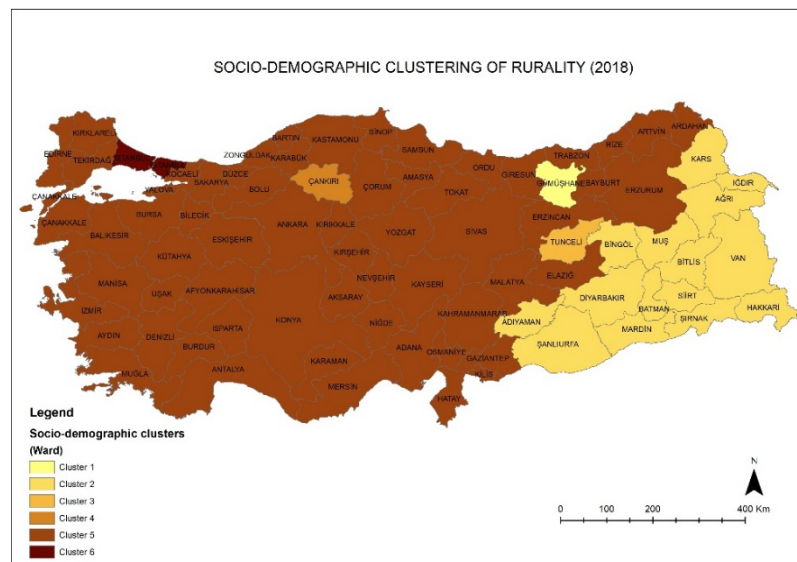 SOCIO-DEMOGRAPHIC CLUSTERING OF RURALITY (2018)
KIRKLARELİ
EDİRNE
TEKİRDAĞ
KOCAELİ
YALOVA
SAKARYA
DÜZCE
ZONGULDAK
BARTIN
KARABÜK
KASTAMONU
SİNOP
SAMSUN
ORDU
GİRESUN
TRABZON
RİZE
ARTVİN
ARDAHAN
KARS
IĞDIR
AĞRI
ÇANAKKALE
ÇANAKKALE
BALIKESİR
BURSA
BİLECİK
BOLU
ÇANKIRI
ÇORUM
AMASYA
TOKAT
GÜMÜŞHANE
BAYBURT
ERZURUM
ERZİNCAN
ESKİŞEHİR
ANKARA
KIRIKKALE
YOZGAT
SİVAS
TUNCELİ
BİNGÖL
MUŞ
KÜTAHYA
KIRŞEHİR
BİTLİS
VAN
MANİSA
UŞAK
AFYONKARAHİSAR
NEVŞEHİR
KAYSERİ
MALATYA
ELAZIĞ
DİYARBAKIR
SİİRT
İZMİR
AKSARAY
BATMAN
HAKKARİ
AYDIN
DENİZLİ
ISPARTA
KONYA
NİĞDE
KAHRAMANMARAŞ
ADIYAMAN
MARDİN
ŞIRNAK
BURDUR
MUĞLA
ANTALYA
KARAMAN
MERSİN
ADANA
OSMANİYE
GAZİANTEP
KİLİS
ŞANLIURFA
HATAY
Legend
Socio-demographic clusters
(Ward)
Cluster 1
Cluster 2
Cluster 3
Cluster 4
Cluster 5
Cluster 6
N
0 100 200 400 Km